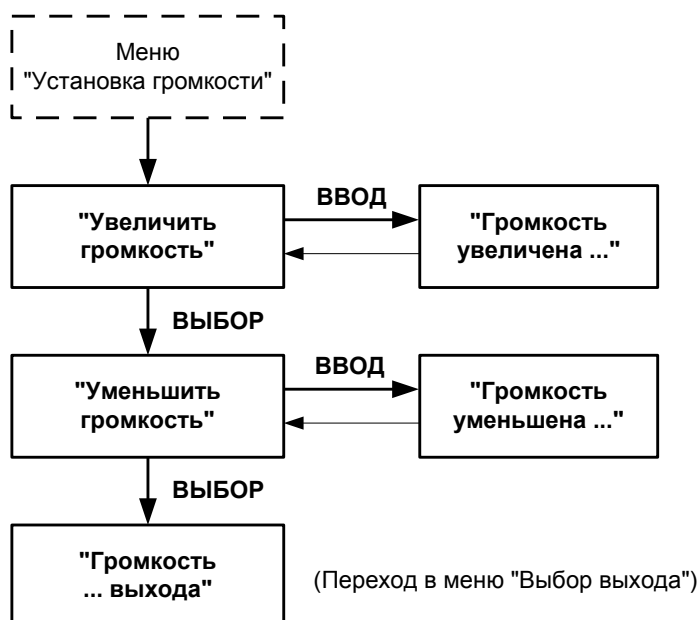 Меню
"Установка громкости"
"Увеличить
громкость"
ВВОД
"Громкость
увеличена ..."
ВЫБОР
"Уменьшить
громкость"
ВВОД
"Громкость
уменьшена ..."
ВЫБОР
"Громкость
... выхода"
(Переход в меню "Выбор выхода")